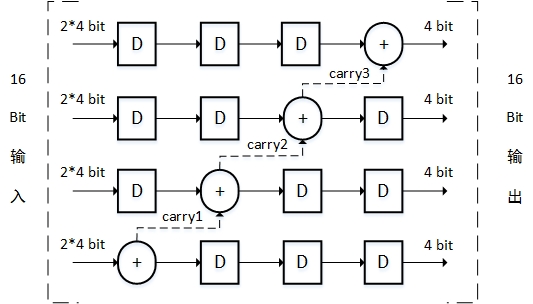 2*4 bit
D
D
D
+
4 bit
carry3
16
Bit
输
入
2*4 bit
D
D
+
D
4 bit
16
Bit
输
出
carry2
2*4 bit
D
+
D
D
4 bit
carry1
2*4 bit
+
D
D
D
4 bit